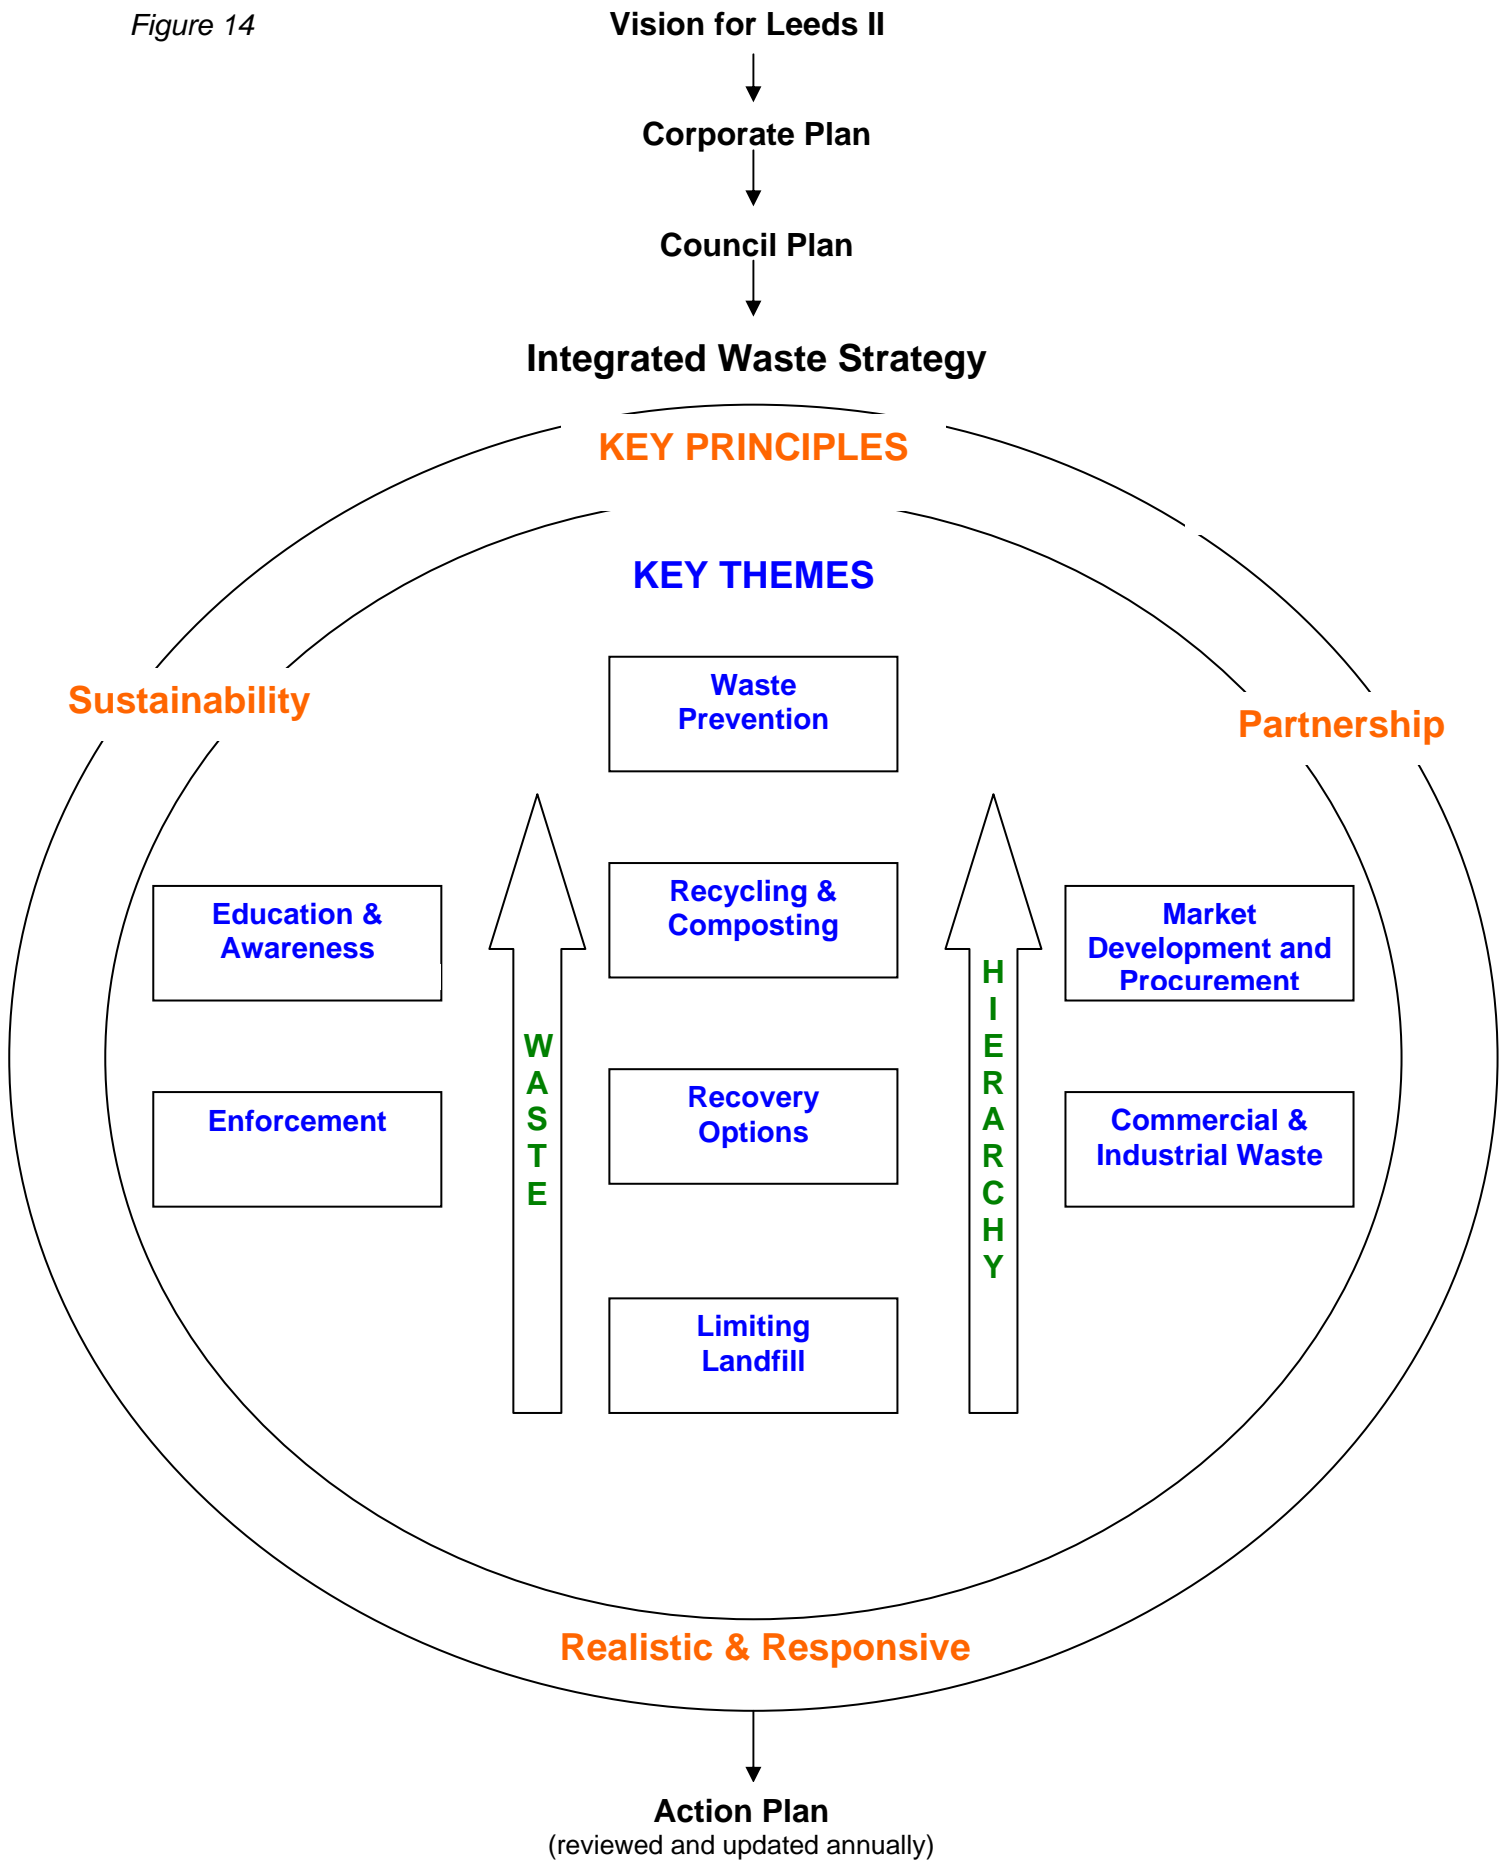 Figure 14
Vision for Leeds II
Corporate Plan
Council Plan
Integrated Waste Strategy
KEY PRINCIPLES
KEY THEMES
Sustainability
Partnership
Waste
Prevention
Education &
Awareness
Recycling &
Composting
Market
Development and
Procurement
WASTE
HIERARCHY
Enforcement
Recovery
Options
Commercial &
Industrial Waste
Limiting
Landfill
Realistic & Responsive
Action Plan
(reviewed and updated annually)